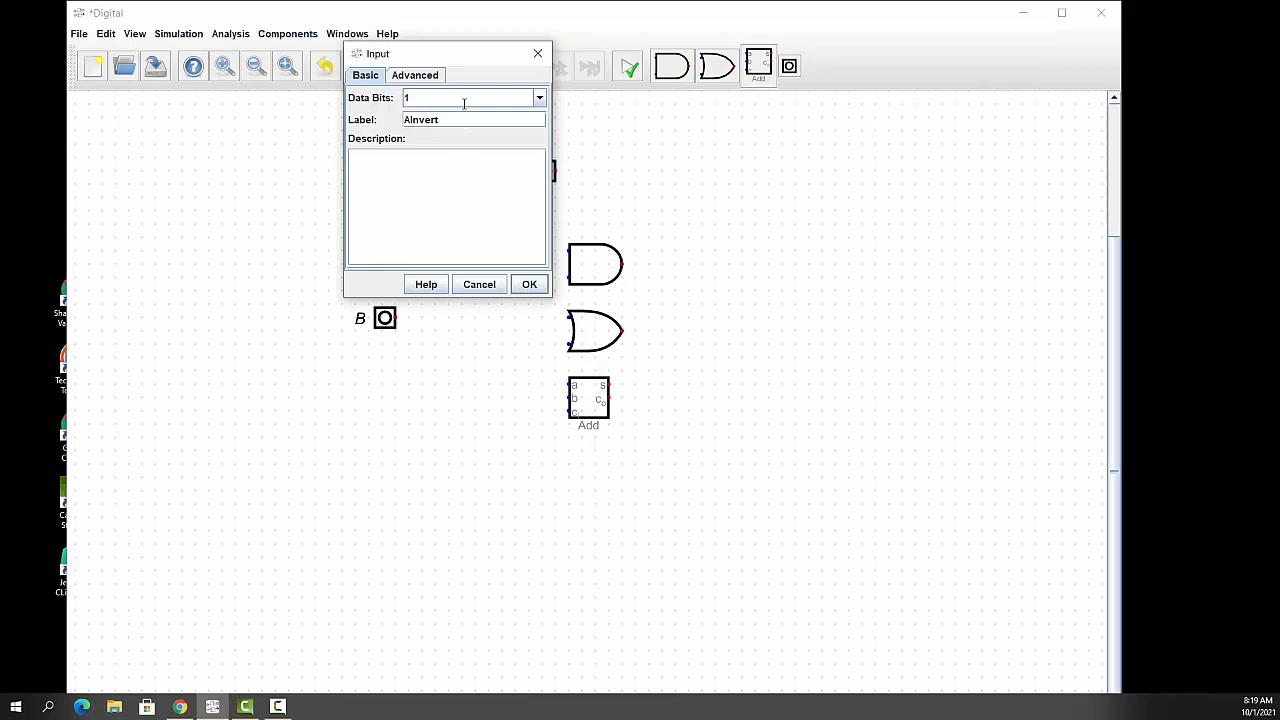 *Digital
File Edit View Simulation Analysis Components Windows Help
Add
Input
Basic Advanced
Data Bits: 1
Label: AInvert
Description:
Help Cancel OK
B
a s
b c0
c
Add
8:19 AM
10/1/2021